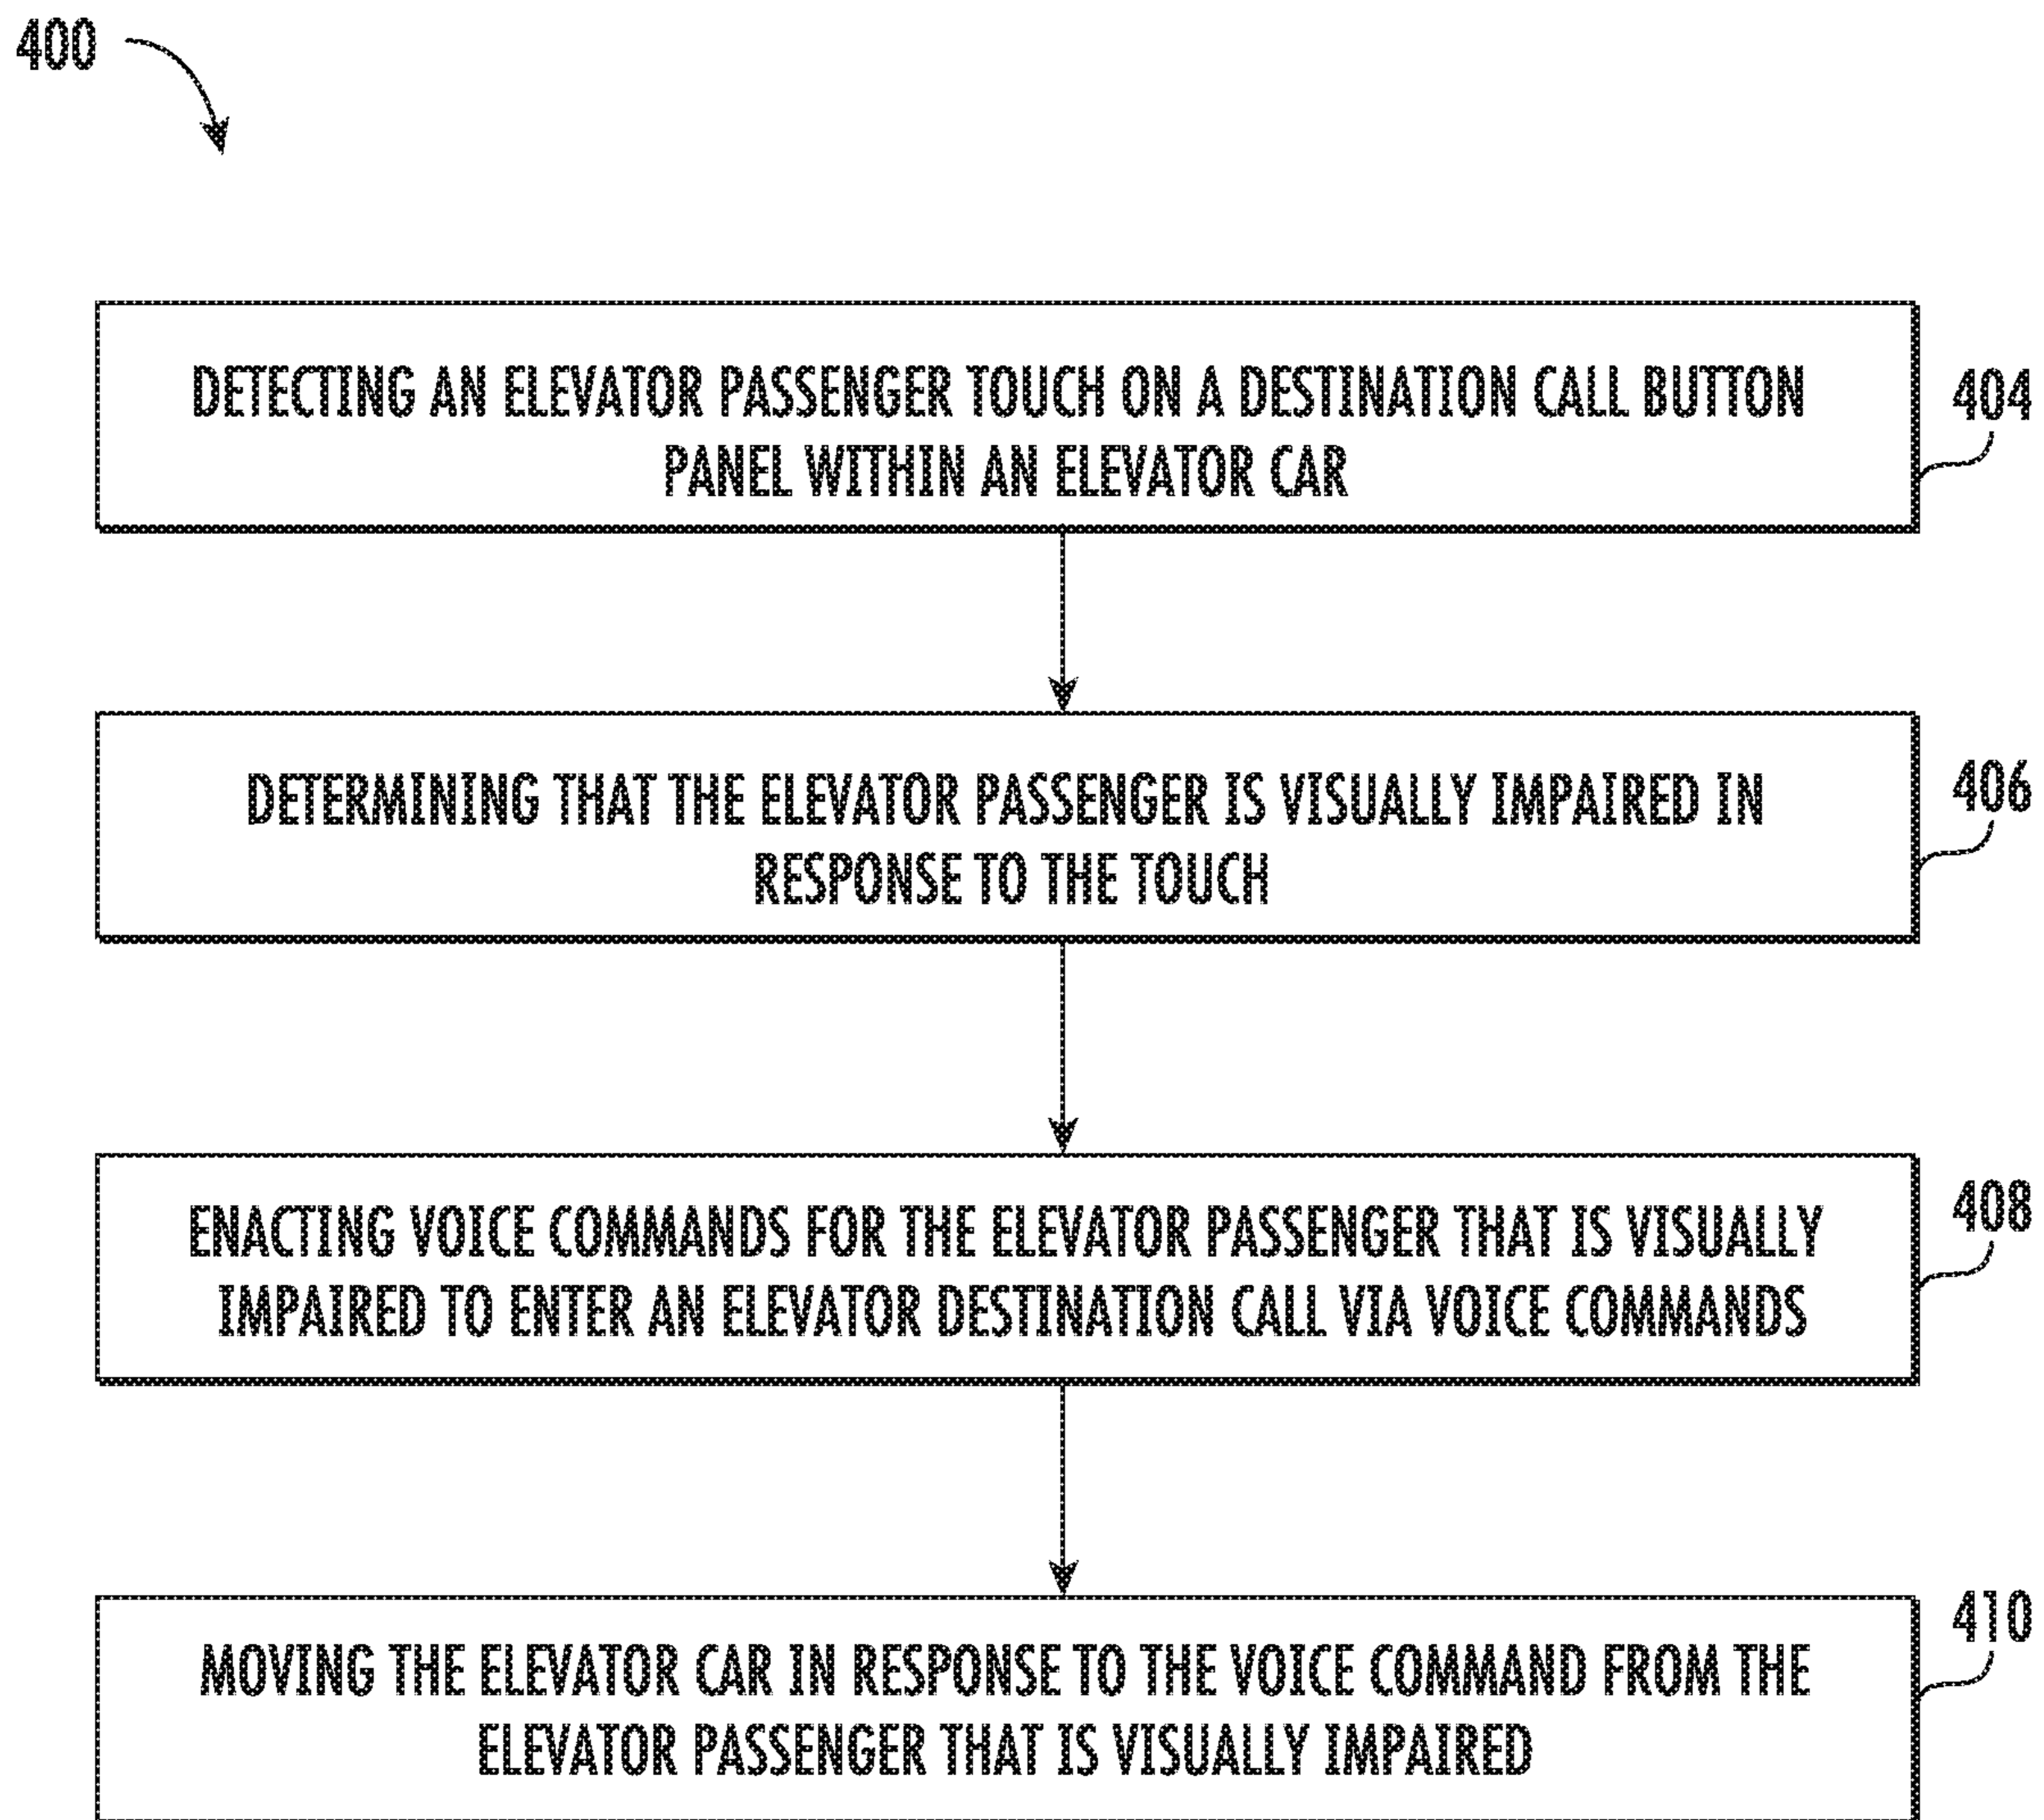 400
DETECTING AN ELEVATOR PASSENGER TOUCH ON A DESTINATION CALL BUTTON
PANEL WITHIN AN ELEVATOR CAR
404
DETERMINING THAT THE ELEVATOR PASSENGER IS VISUALLY IMPAIRED IN
RESPONSE TO THE TOUCH
406
ENACTING VOICE COMMANDS FOR THE ELEVATOR PASSENGER THAT IS VISUALLY
IMPAIRED TO ENTER AN ELEVATOR DESTINATION CALL VIA VOICE COMMANDS
408
MOVING THE ELEVATOR CAR IN RESPONSE TO THE VOICE COMMAND FROM THE
ELEVATOR PASSENGER THAT IS VISUALLY IMPAIRED
410